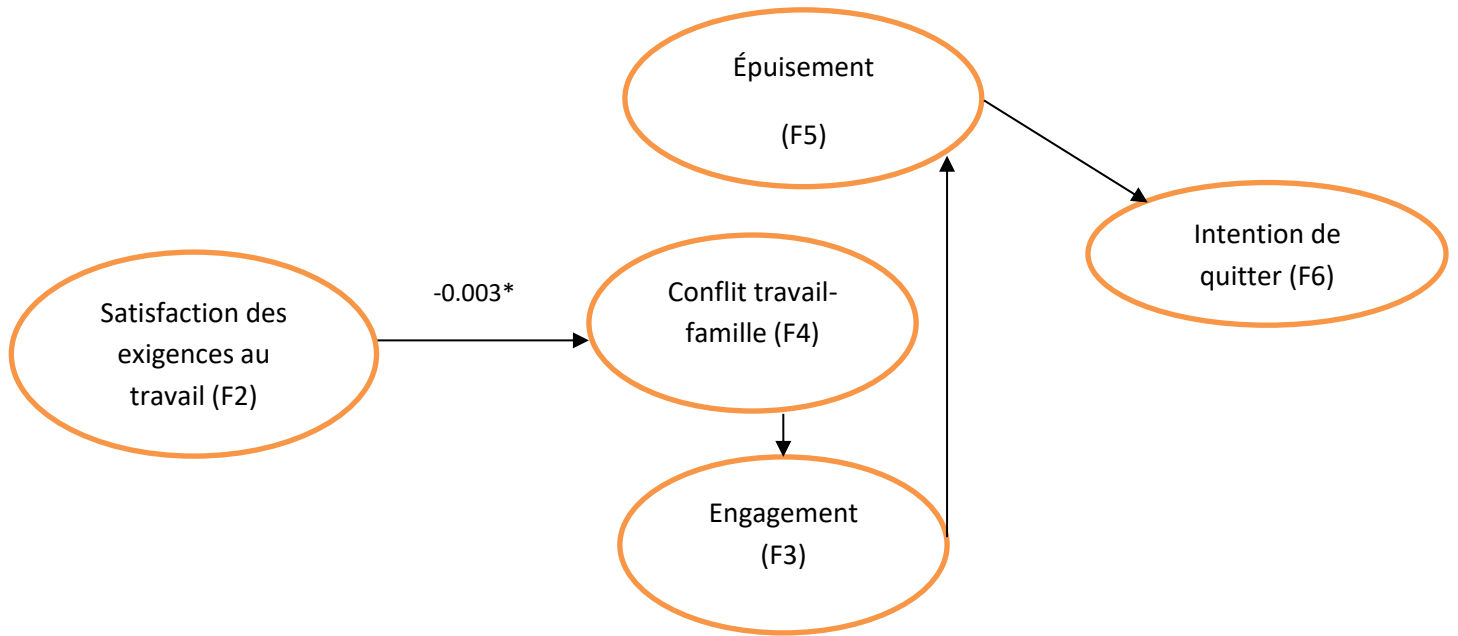 Épuisement
(F5)
Intention de
quitter (F6)
-0.003*
Conflit travail-
famille (F4)
Satisfaction des
exigences au
travail (F2)
Engagement
(F3)